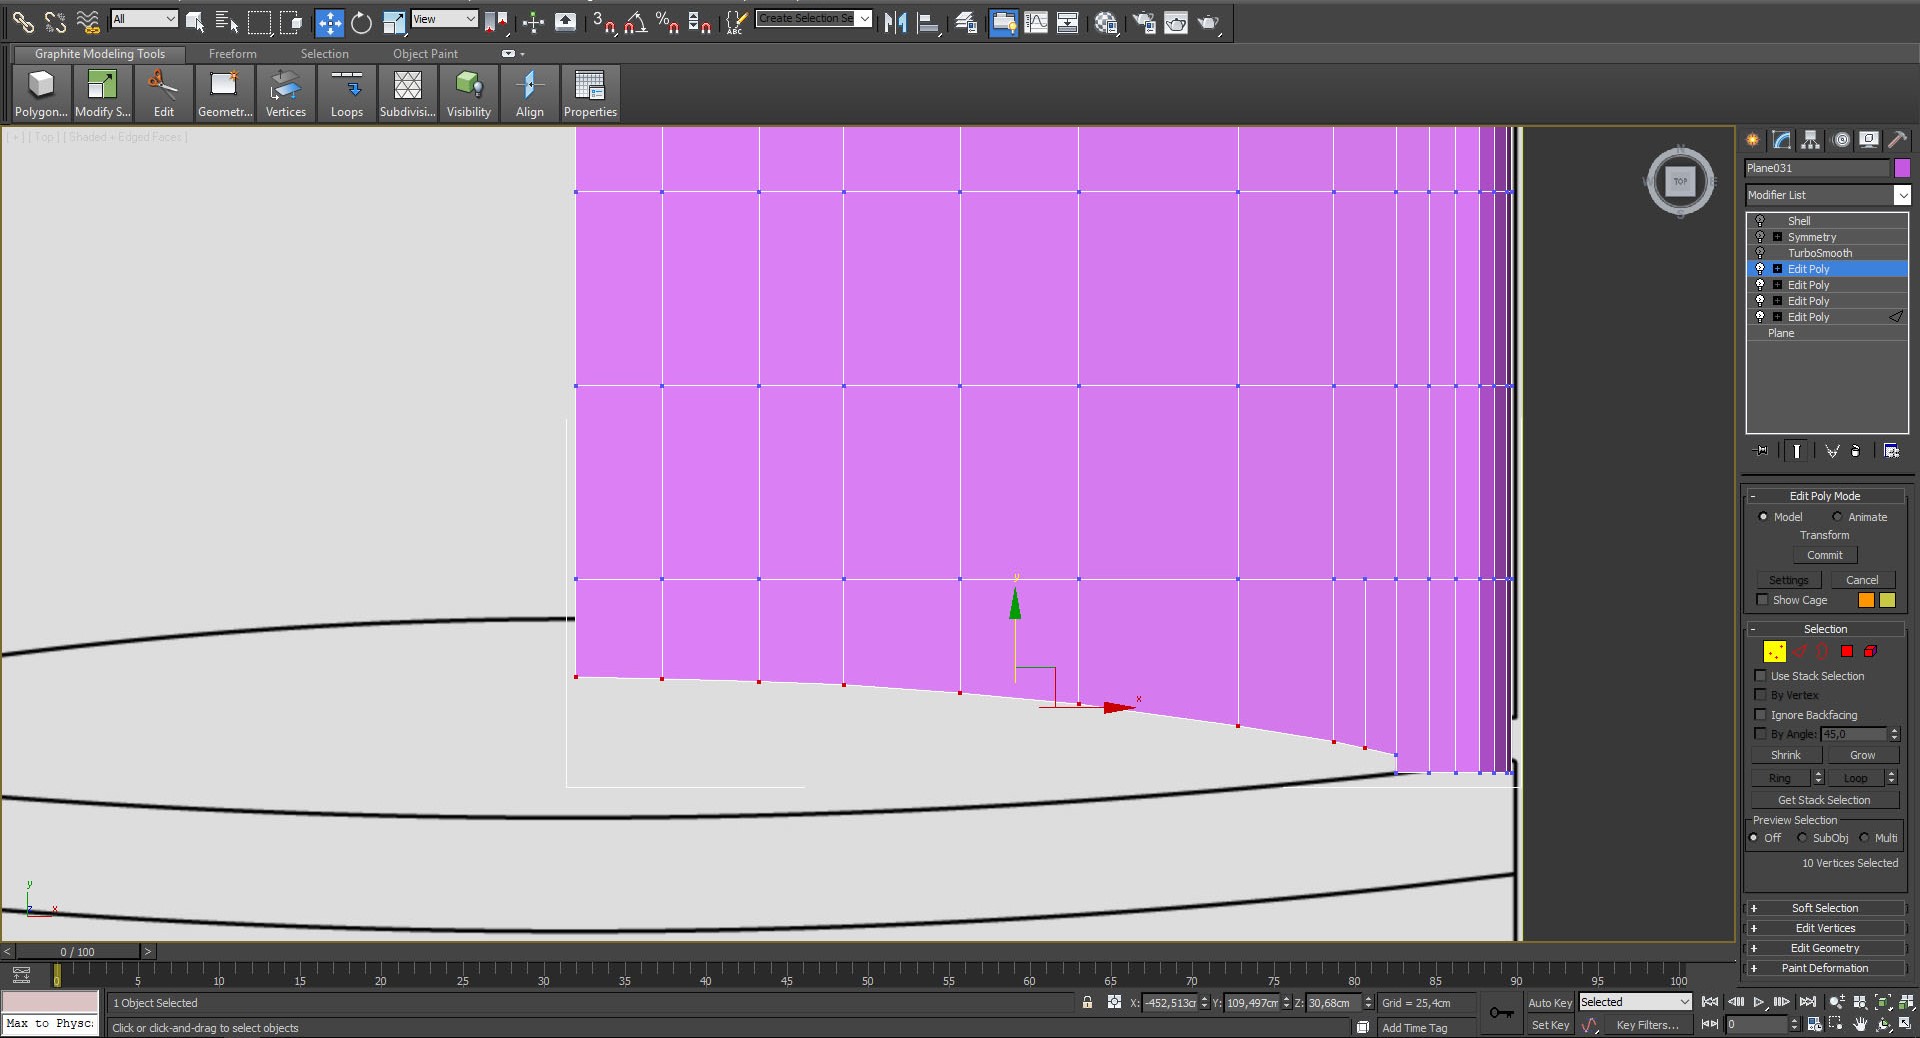 All
View
3
%
ABC
Create Selection Se
Graphite Modeling Tools
Freeform
Selection
Object Paint
Polygon...
Modify S...
Edit
Geometr...
Vertices
Loops
Subdivisi...
Visibility
Align
Properties
[ + ] [ Top ] [ Shaded + Edged Faces ]
N
TOP
S
y
x
y
z
x
Plane031
Modifier List
Shell
Symmetry
TurboSmooth
Edit Poly
Edit Poly
Edit Poly
Edit Poly
Plane
- Edit Poly Mode
Model
Animate
Transform
Commit
Settings
Cancel
Show Cage
- Selection
Use Stack Selection
By Vertex
Ignore Backfacing
By Angle: 45,0
Shrink
Grow
Ring
Loop
Get Stack Selection
Preview Selection
Off
SubObj
Multi
10 Vertices Selected
+ Soft Selection
+ Edit Vertices
+ Edit Geometry
+ Paint Deformation
< 0 / 100 >
0 5 10 15 20 25 30 35 40 45 50 55 60 65 70 75 80 85 90 95 100
1 Object Selected
X: -452,513cr
Y: 109,497cm
Z: 30,68cm
Grid = 25,4cm
Auto Key
Selected
Max to Physc:
Click or click-and-drag to select objects
Add Time Tag
Set Key
Key Filters...
0